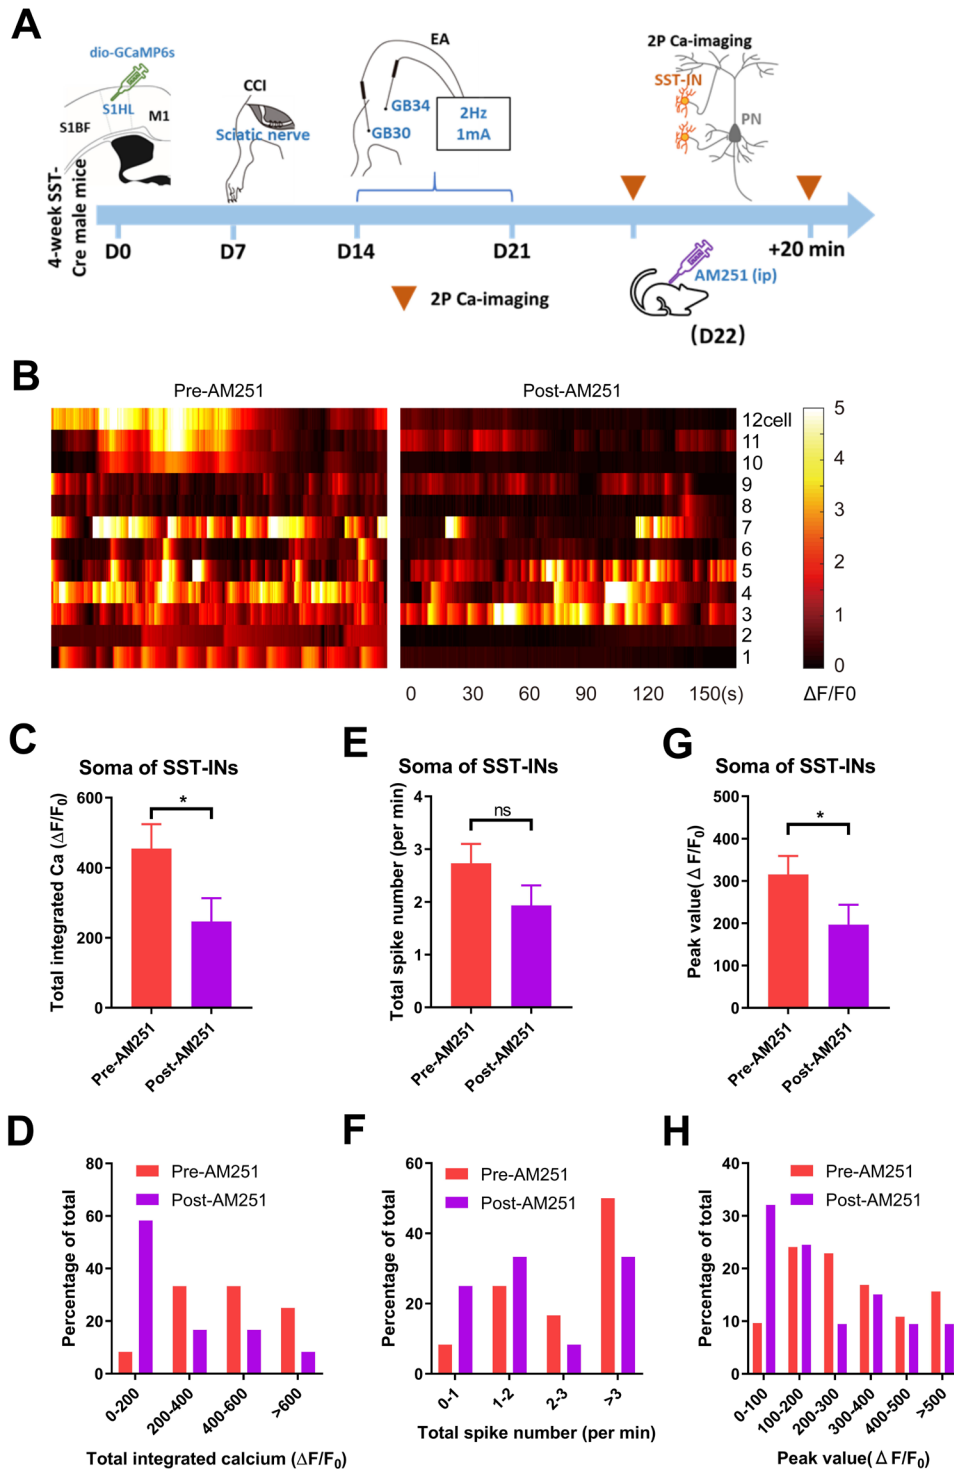 A
dio-GCaMP6s
S1HL
S1BF
M1
4-week SST-
Cre male mice
CCI
Sciatic nerve
EA
GB34
GB30
2Hz
1mA
2P Ca-imaging
SST-IN
PN
D0
D7
D14
D21
+20 min
AM251 (ip)
(D22)
2P Ca-imaging
B
Pre-AM251
Post-AM251
12cell
11
10
9
8
7
6
5
4
3
2
1
0 30 60 90 120 150(s)
5
4
3
2
1
0
ΔF/F0
C
Soma of SST-INs
Total integrated Ca (ΔF/F0)
600
400
200
0
*
Pre-AM251
Post-AM251
E
Soma of SST-INs
Total spike number (per min)
4
3
2
1
0
ns
Pre-AM251
Post-AM251
G
Soma of SST-INs
Peak value( Δ F/F0)
500
400
300
200
100
0
*
Pre-AM251
Post-AM251
D
Percentage of total
80
60
40
20
0
Pre-AM251
Post-AM251
0-200
200-400
400-600
>600
Total integrated calcium (ΔF/F0)
F
Percentage of total
60
40
20
0
Pre-AM251
Post-AM251
0-1
1-2
2-3
>3
Total spike number (per min)
H
Percentage of total
40
30
20
10
0
Pre-AM251
Post-AM251
0-100
100-200
200-300
300-400
400-500
>500
Peak value( Δ F/F0)